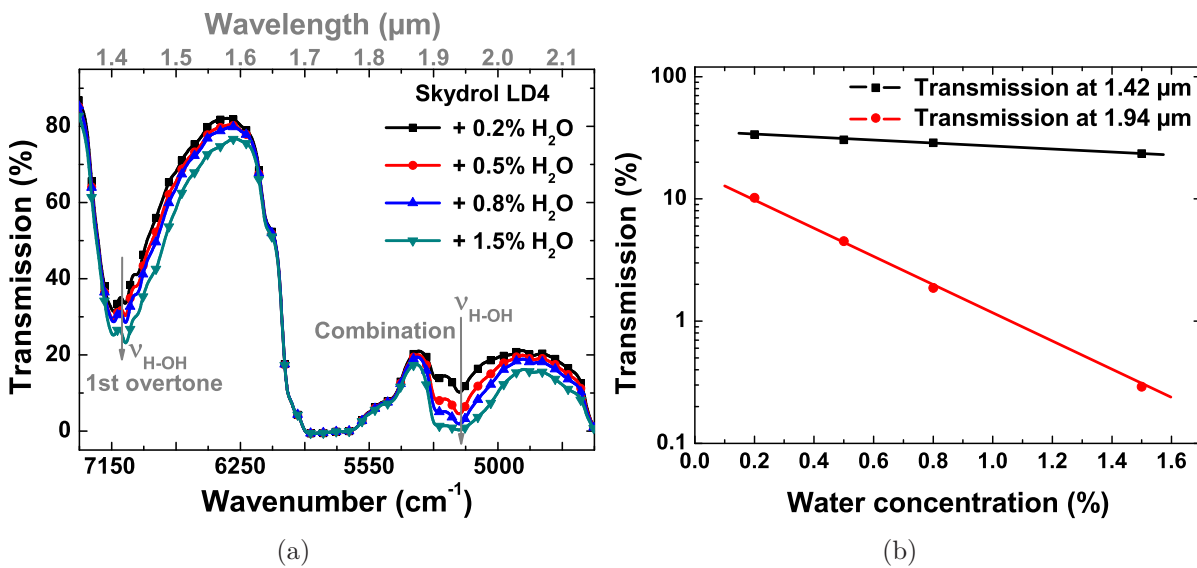 Wavelength (μm)
1.4 1.5 1.6 1.7 1.8 1.9 2.0 2.1
Transmission (%)
80
60
40
20
0
Skydrol LD4
+ 0.2% H2O
+ 0.5% H2O
+ 0.8% H2O
+ 1.5% H2O
νH-OH
1st overtone
Combination
νH-OH
7150 6250 5550 5000
Wavenumber (cm-1)
(a)
Transmission (%)
100
10
1
0.1
Transmission at 1.42 μm
Transmission at 1.94 μm
0.0 0.2 0.4 0.6 0.8 1.0 1.2 1.4 1.6
Water concentration (%)
(b)